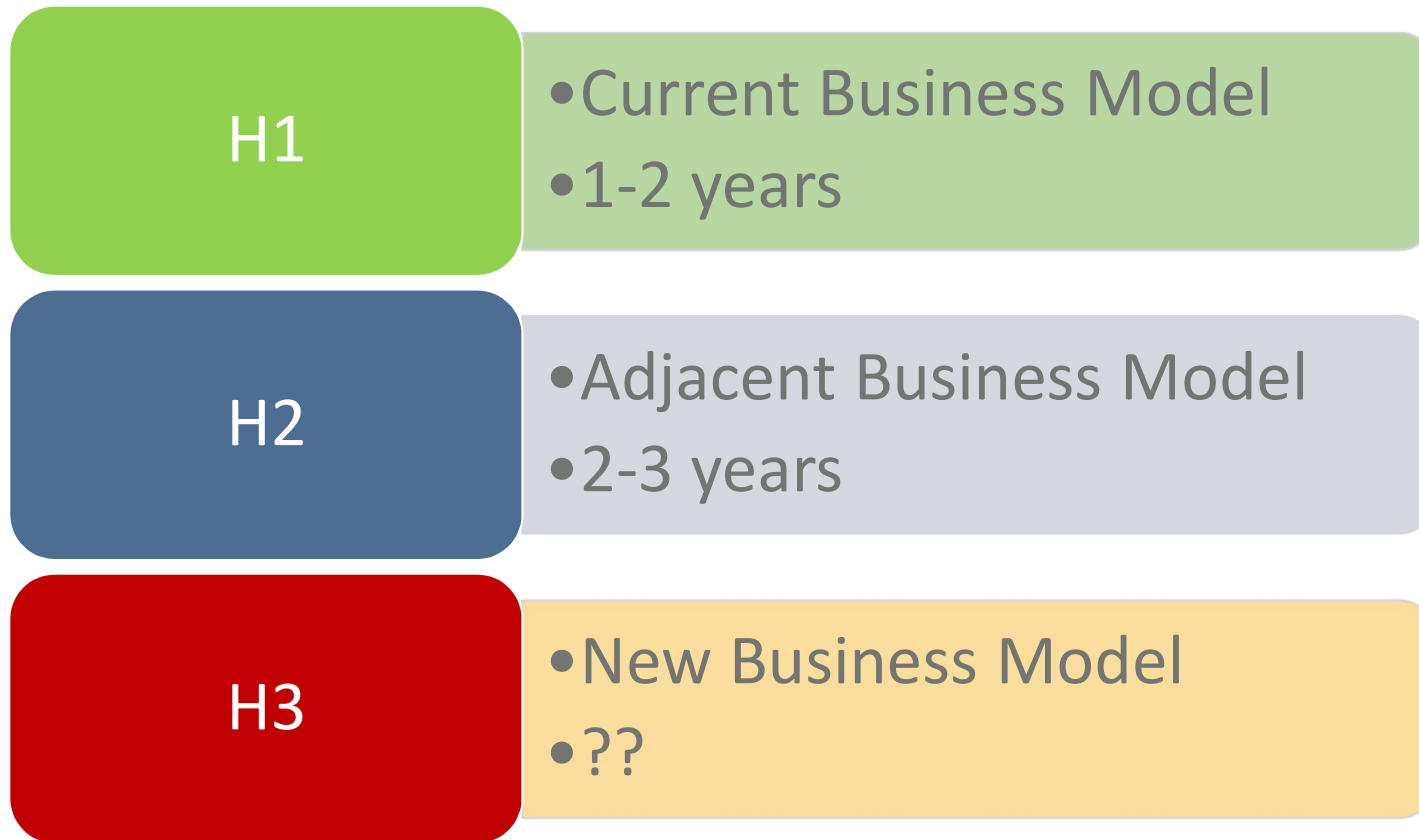 H1
•Current Business Model
•1-2 years
H2
•Adjacent Business Model
•2-3 years
H3
•New Business Model
•??